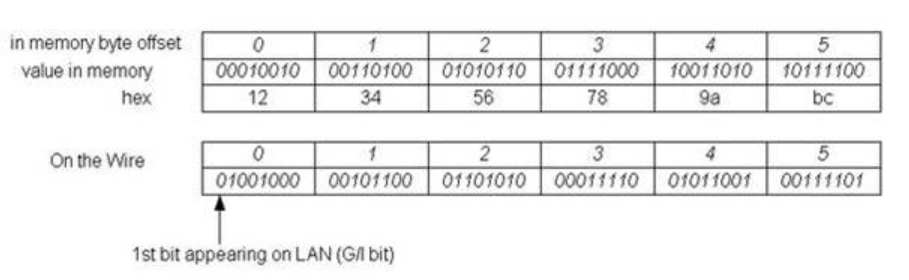 in memory byte offset 0 1 2 3 4 5
value in memory 00010010 00110100 01010110 01111000 10011010 10111100
hex 12 34 56 78 9a bc
On the Wire 0 1 2 3 4 5
01001000 00101100 01101010 00011110 01011001 00111101
1st bit appearing on LAN (G/I bit)